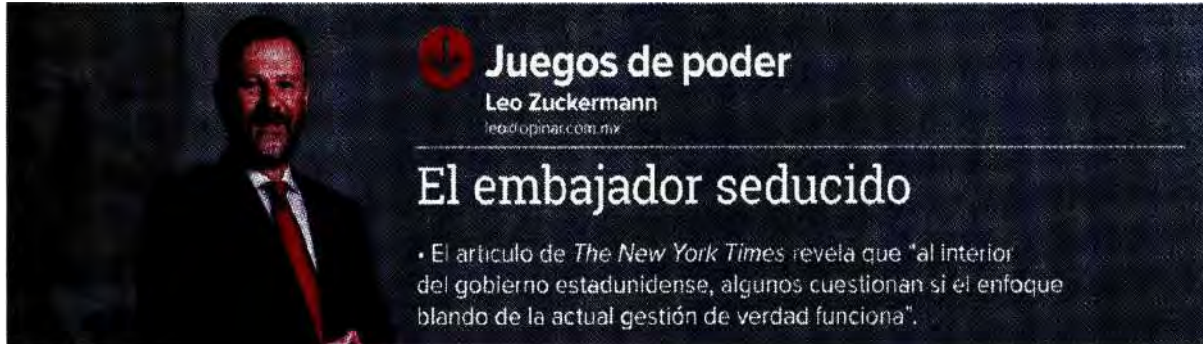 Juegos de poder
Leo Zuckermann
leo@opinar.com.mx
El embajador seducido
• El artículo de The New York Times revela que "al interior
del gobierno estadunidense, algunos cuestionan si el enfoque
blando de la actual gestión de verdad funciona".